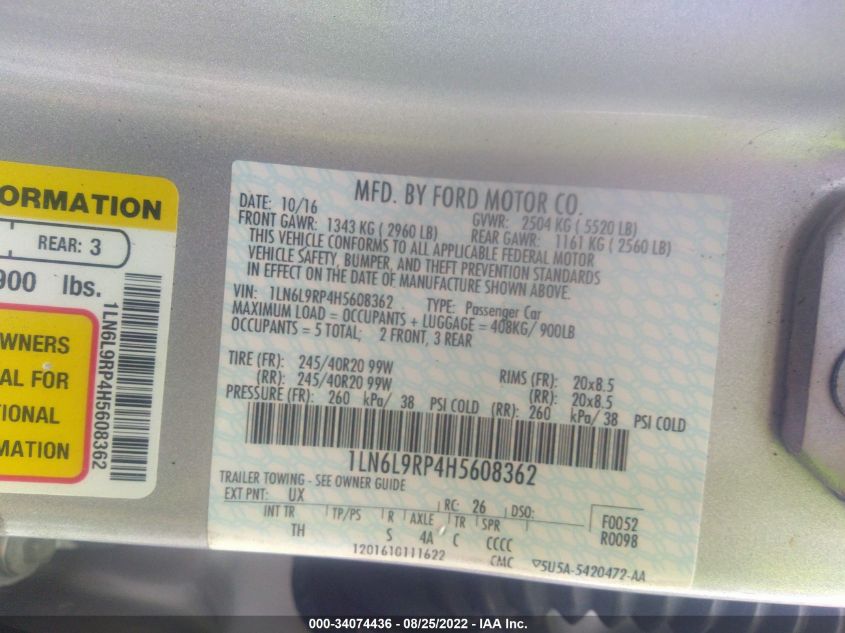 ORMATION
REAR: 3
900 lbs.
WNERS
AL FOR
TIONAL
MATION
1LN6L9RP4H5608362
MFD. BY FORD MOTOR CO.
DATE: 10/16 GVWR: 2504 KG ( 5520 LB)
FRONT GAWR: 1343 KG ( 2960 LB) REAR GAWR: 1161 KG ( 2560 LB)
THIS VEHICLE CONFORMS TO ALL APPLICABLE FEDERAL MOTOR
VEHICLE SAFETY, BUMPER, AND THEFT PREVENTION STANDARDS
IN EFFECT ON THE DATE OF MANUFACTURE SHOWN ABOVE.
VIN: 1LN6L9RP4H5608362 TYPE: Passenger Car
MAXIMUM LOAD = OCCUPANTS + LUGGAGE = 408KG/ 900LB
OCCUPANTS = 5 TOTAL; 2 FRONT, 3 REAR
TIRE (FR): 245/40R20 99W RIMS (FR): 20x8.5
(RR): 245/40R20 99W (RR): 20x8.5
PRESSURE (FR): 260 kPa/ 38 PSI COLD (RR): 260 kPa/ 38 PSI COLD
1LN6L9RP4H5608362
TRAILER TOWING - SEE OWNER GUIDE
EXT PNT: UX RC: 26 DSO: F0052
INT TR TP/PS R AXLE TR SPR R0098
TH S 4A C CCCC
1201610111622 CMC ▽5U5A-5420472-AA
000-34074436 - 08/25/2022 - IAA Inc.